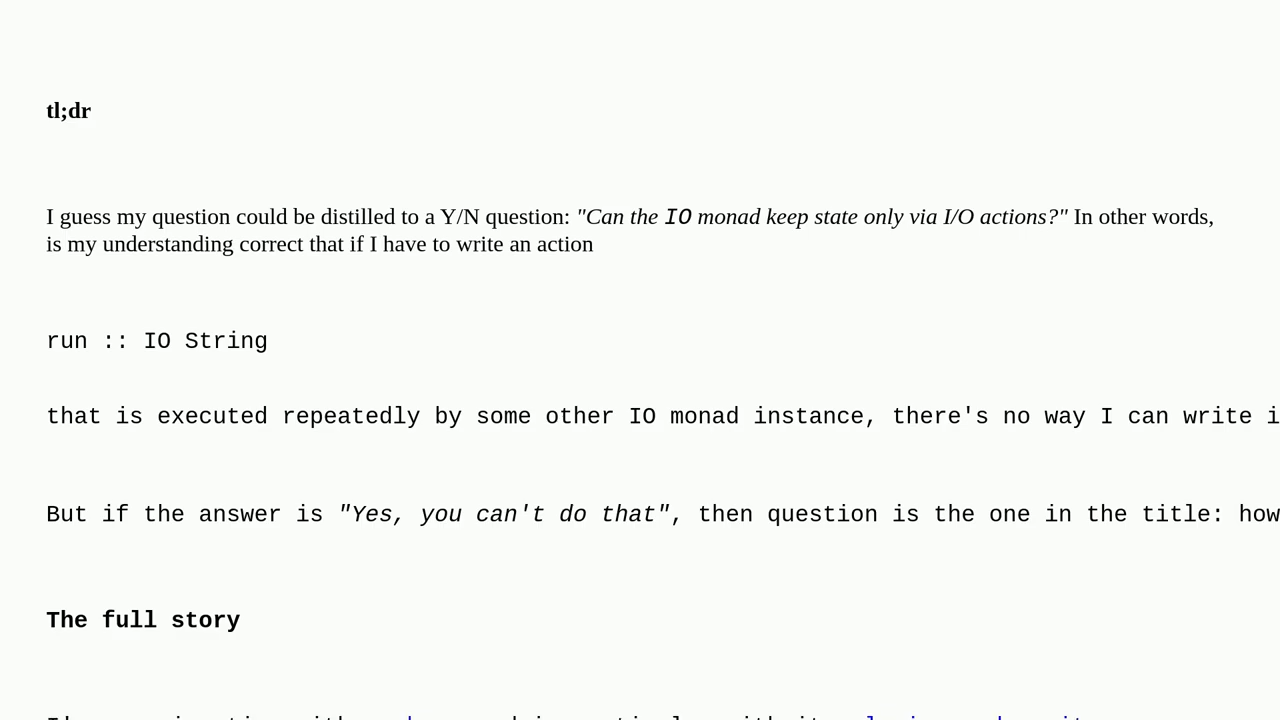 tl;dr
I guess my question could be distilled to a Y/N question: "Can the IO monad keep state only via I/O actions?" In other words,
is my understanding correct that if I have to write an action
run :: IO String
that is executed repeatedly by some other IO monad instance, there's no way I can write
But if the answer is "Yes, you can't do that", then question is the one in the title: how
The full story